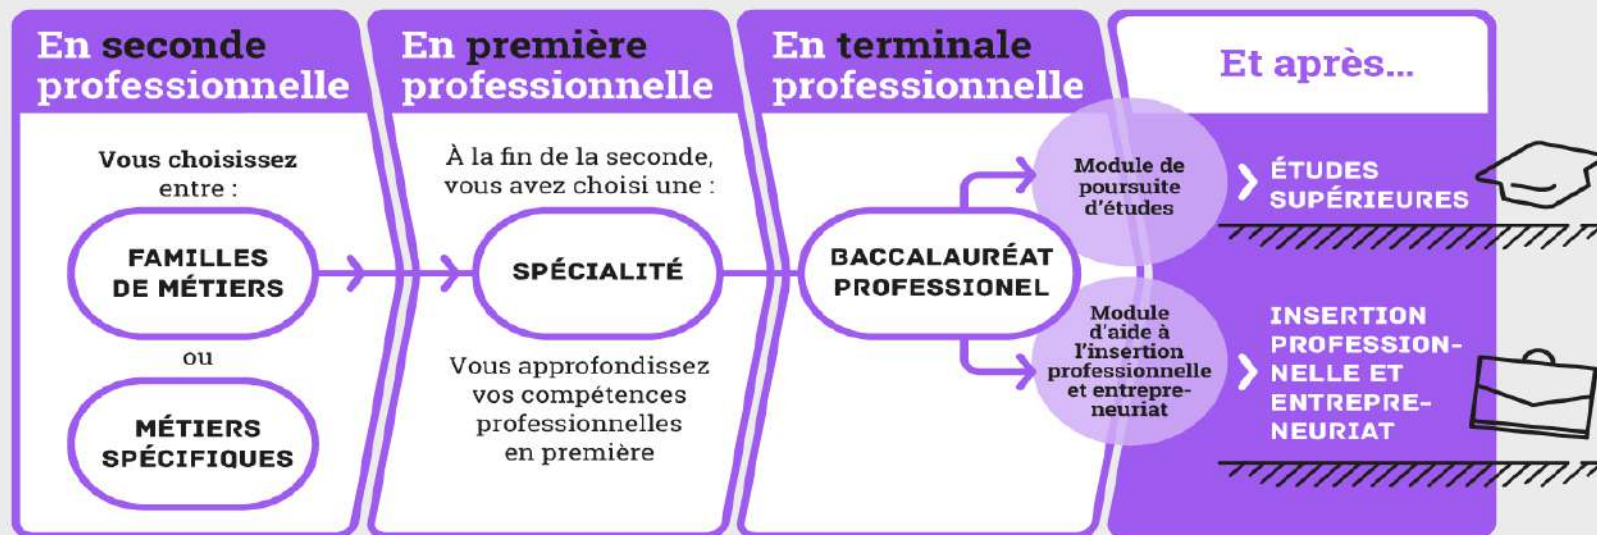 En seconde
professionnelle
Vous choisissez
entre :
FAMILLES
DE MÉTIERS
ou
MÉTIERS
SPÉCIFIQUES
En première
professionnelle
À la fin de la seconde,
vous avez choisi une :
SPÉCIALITÉ
Vous approfondissez
vos compétences
professionnelles
en première
En terminale
professionnelle
BACCALAURÉAT
PROFESSIONEL
Module de
poursuite
d'études
Module
d'aide à
l'insertion
professionnelle
et entrepre-
neuriat
Et après...
ÉTUDES
SUPÉRIEURES
INSERTION
PROFESSION-
NELLE ET
ENTREPRE-
NEURIAT